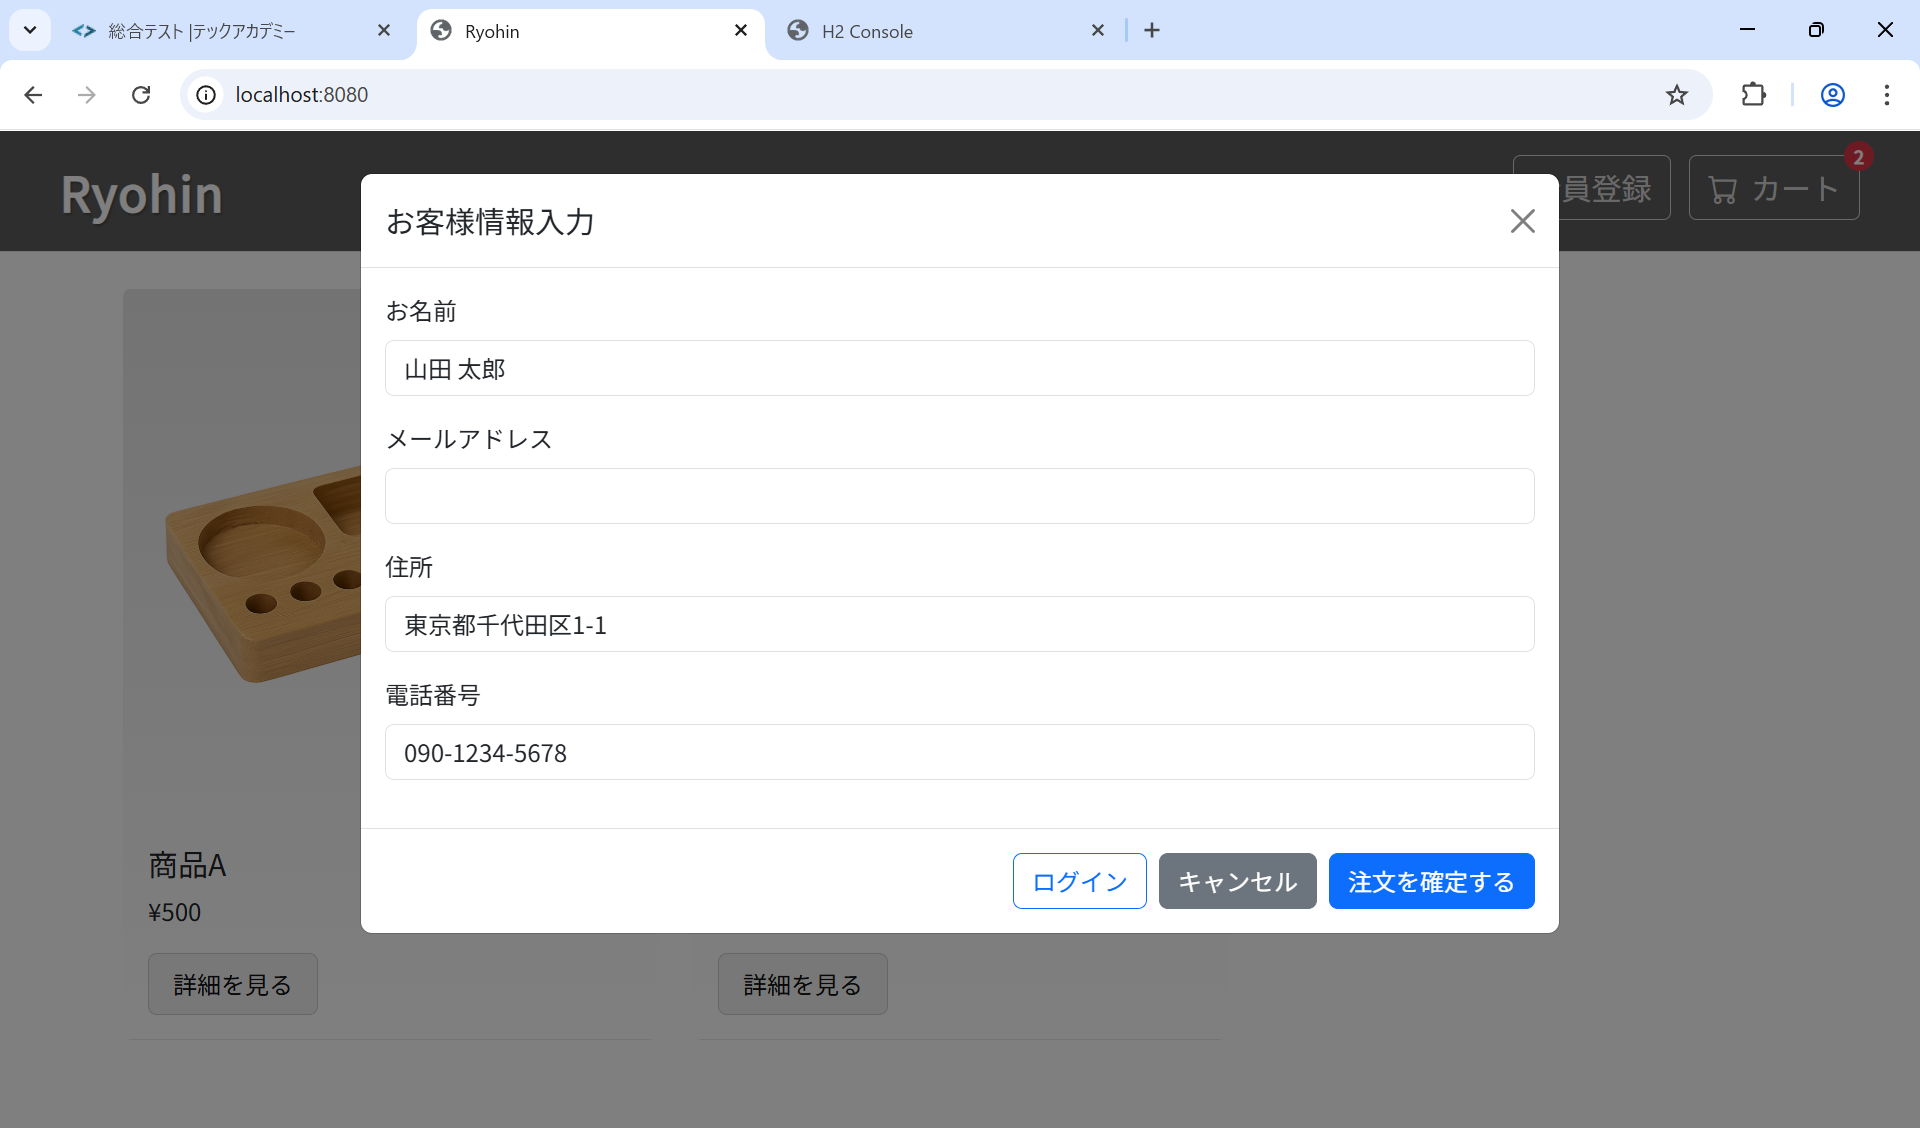 総合テスト |テックアカデミー
Ryohin
H2 Console
localhost:8080
Ryohin
員登録
カート
2
お客様情報入力
お名前
山田 太郎
メールアドレス
住所
東京都千代田区1-1
電話番号
090-1234-5678
ログイン
キャンセル
注文を確定する
商品A
¥500
詳細を見る
詳細を見る